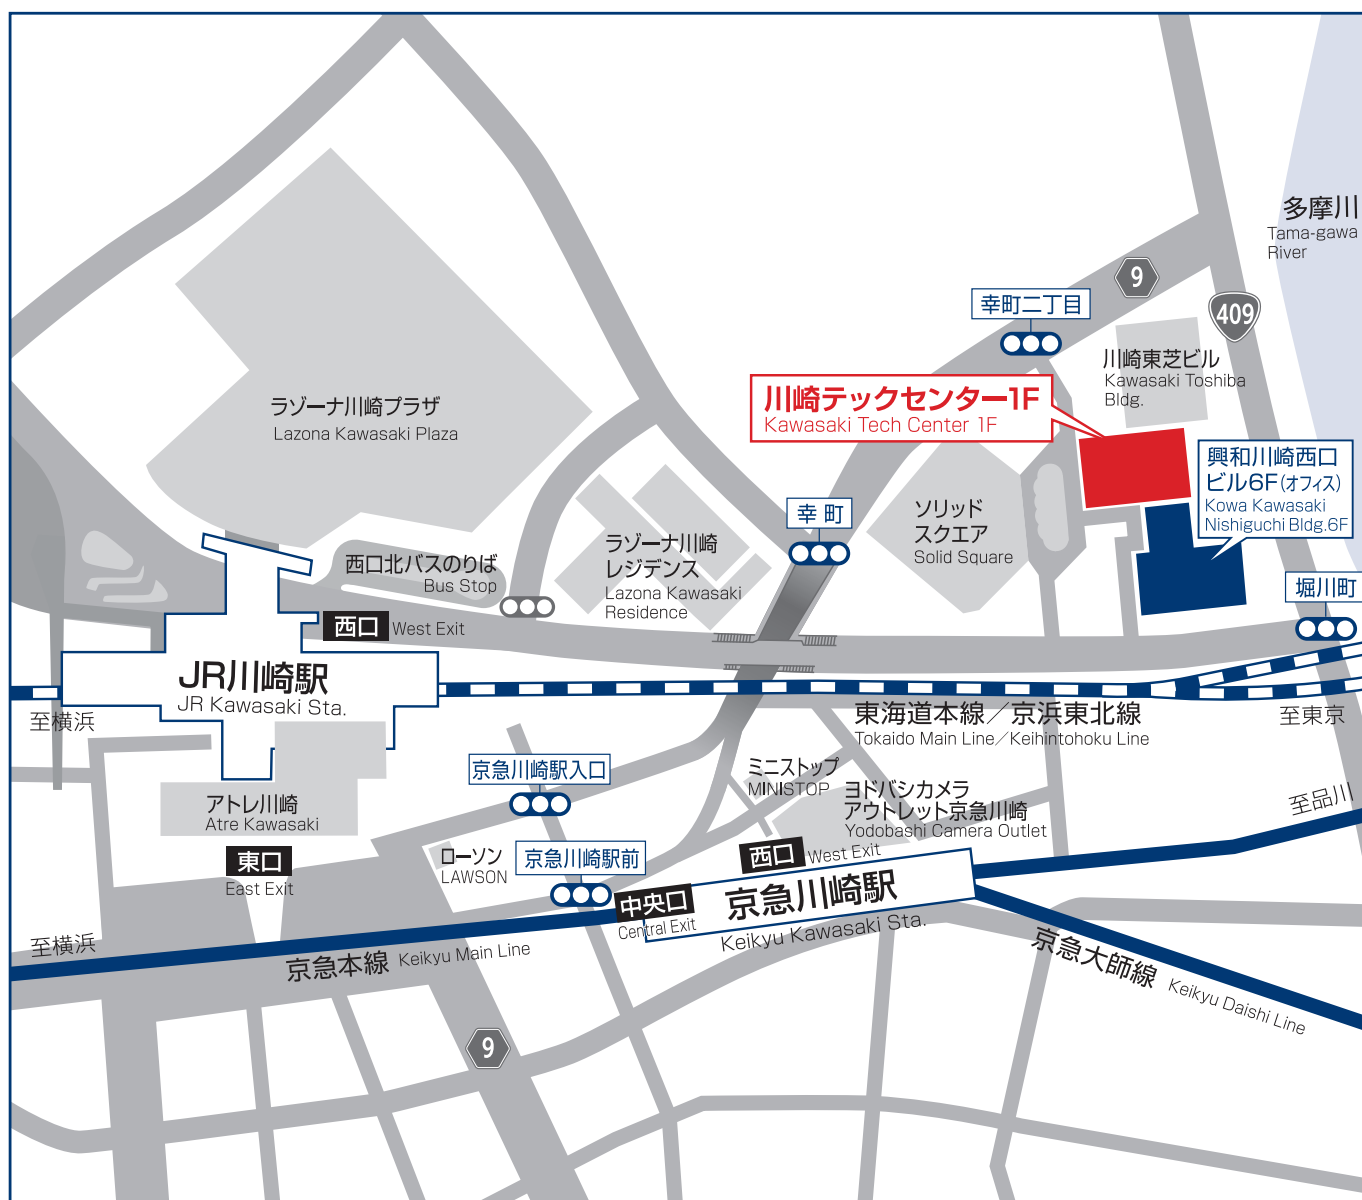 多摩川
Tama-gawa
River
9
409
幸町二丁目
川崎東芝ビル
Kawasaki Toshiba
Bldg.
川崎テックセンター1F
Kawasaki Tech Center 1F
ラゾーナ川崎プラザ
Lazona Kawasaki Plaza
興和川崎西口
ビル6F(オフィス)
Kowa Kawasaki
Nishiguchi Bldg.6F
幸 町
ソリッド
スクエア
Solid Square
ラゾーナ川崎
レジデンス
Lazona Kawasaki
Residence
西口北バスのりば
Bus Stop
堀川町
西口 West Exit
JR川崎駅
JR Kawasaki Sta.
至横浜
東海道本線／京浜東北線
Tokaido Main Line／Keihintohoku Line
至東京
京急川崎駅入口
ミニストップ
MINISTOP
ヨドバシカメラ
アウトレット京急川崎
Yodobashi Camera Outlet
至品川
アトレ川崎
Atre Kawasaki
東口
East Exit
ローソン
LAWSON
京急川崎駅前
西口 West Exit
中央口
Central Exit
京急川崎駅
Keikyu Kawasaki Sta.
至横浜
京急本線 Keikyu Main Line
京急大師線 Keikyu Daishi Line
9